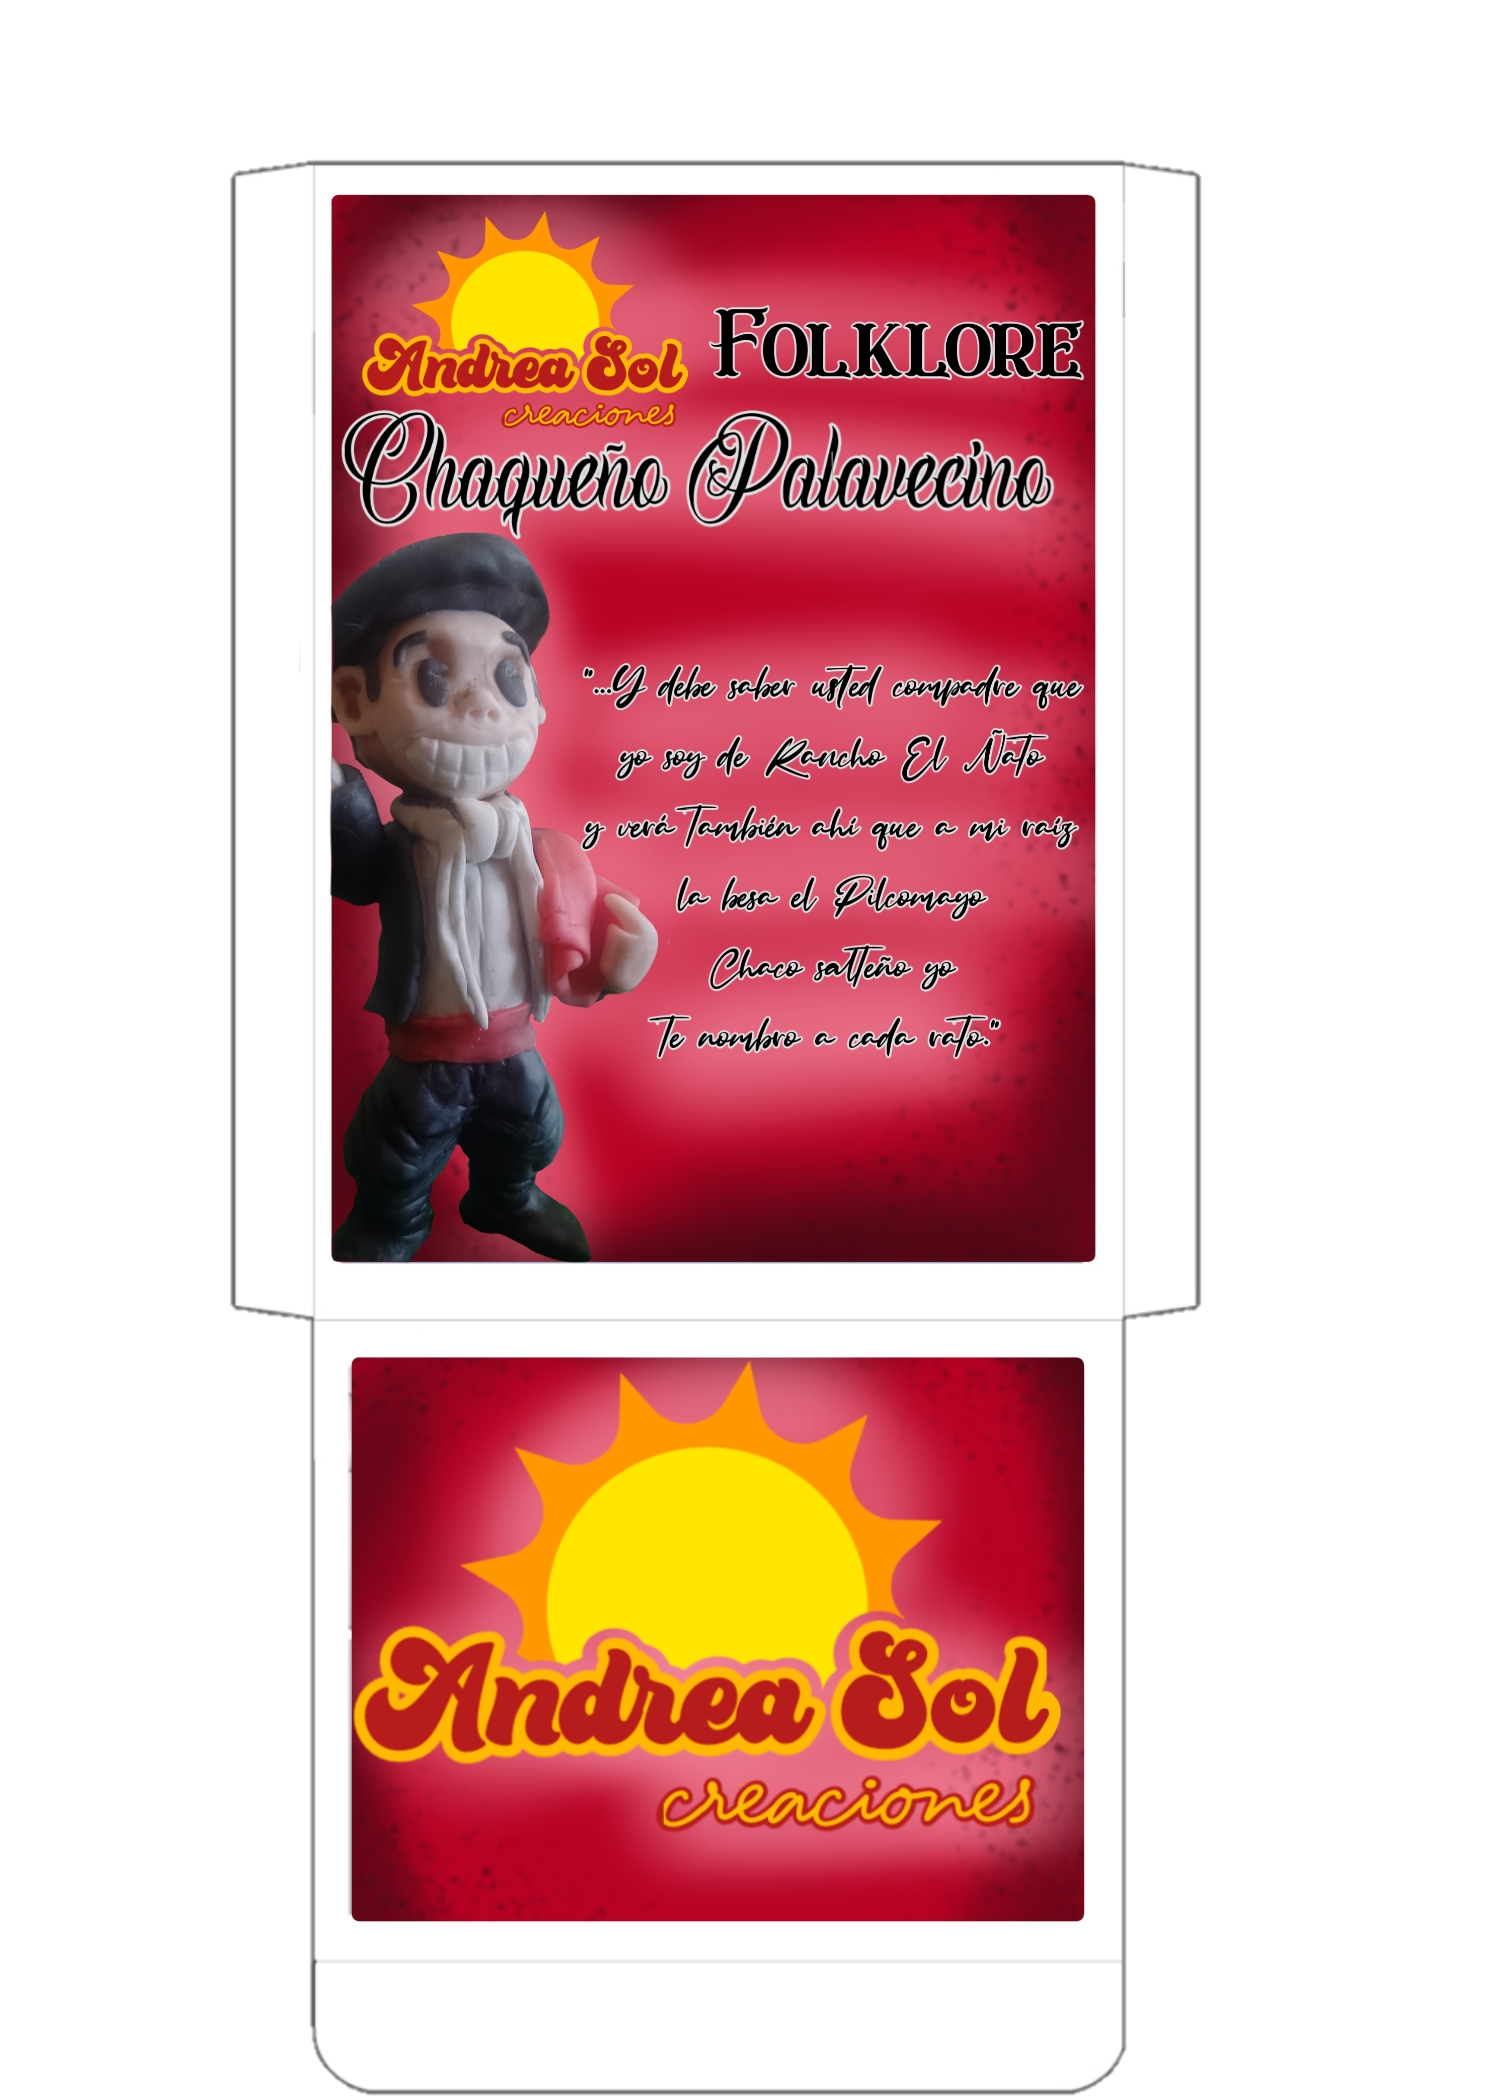 Andrea Sol
creaciones
FOLKLORE
Chaqueño Palavecino
"...Y debe saber usted compadre que
yo soy de Rancho El Ñato
y verá También ahí que a mi raíz
la besa el Pilcomayo
Chaco salteño yo
Te nombro a cada rato."
Andrea Sol
creaciones